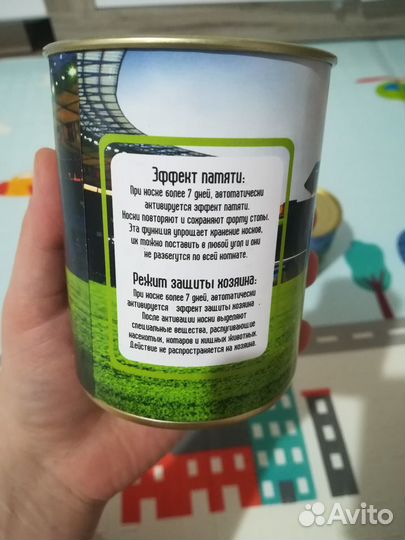 Эффект памяти:
При носке более 7 дней, автоматически
активируется эффект памяти.
Носки повторяют и сохраняют форму стопы.
Эта функция упрощает хранение носков,
их можно поставить в любой угол и они
не разбегутся по всей комнате.
Режит защиты хозяина:
При носке более 7 дней, автоматически
активируется эффект защиты хозяина .
После активации носки выделяют
специальные вещества, распугивающие
насекомых, комаров и хищных животных.
Действие не распространяется на хозяина.
Avito